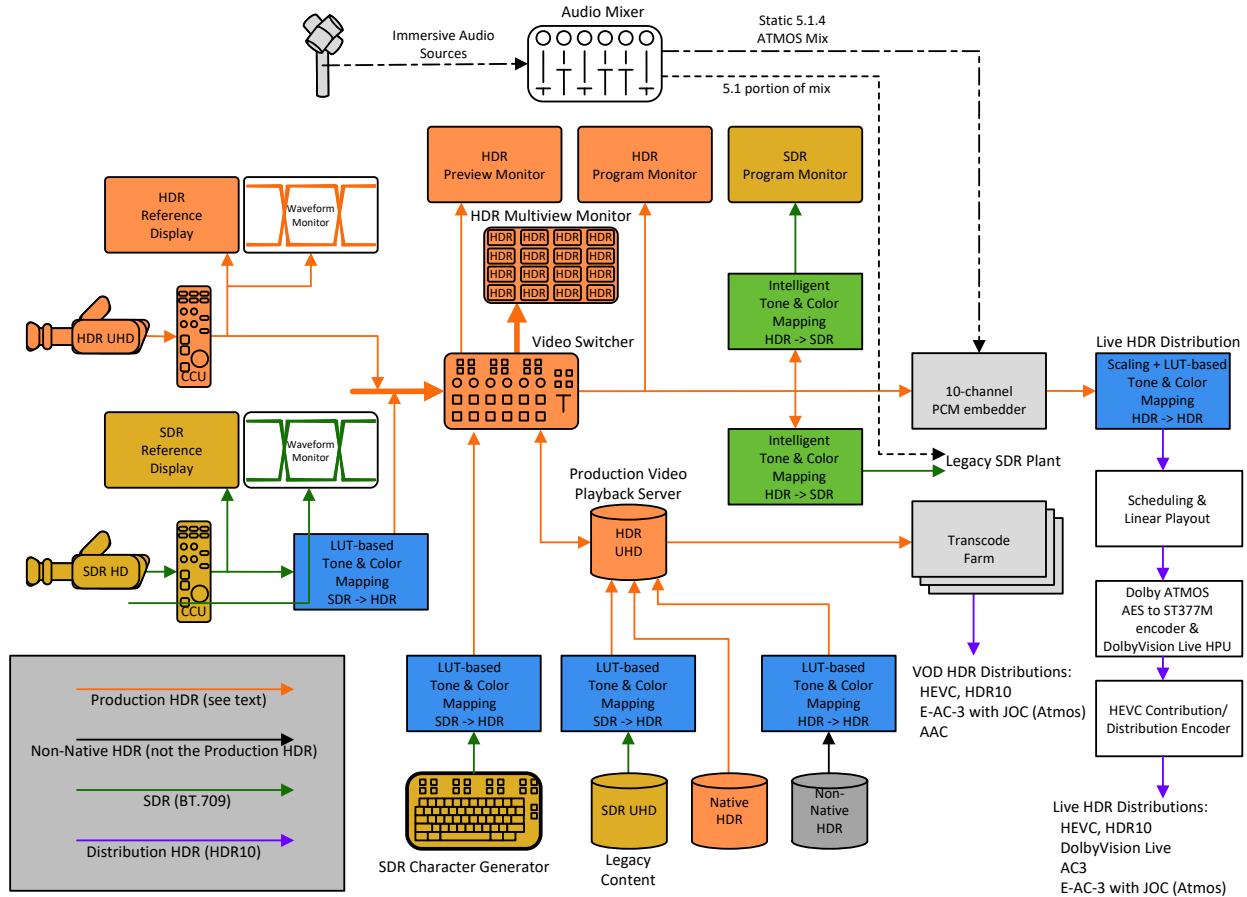 Audio Mixer
Immersive Audio
Sources
Static 5.1.4
ATMOS Mix
5.1 portion of mix
HDR
Preview Monitor
HDR
Program Monitor
SDR
Program Monitor
HDR
Reference
Display
Waveform
Monitor
HDR Multiview Monitor
HDR HDR HDR HDR
HDR HDR HDR HDR
HDR HDR HDR HDR
HDR HDR HDR HDR
Intelligent
Tone & Color
Mapping
HDR -> SDR
HDR UHD
CCU
Video Switcher
Live HDR Distribution
Scaling + LUT-based
Tone & Color
Mapping
HDR -> HDR
10-channel
PCM embedder
SDR
Reference
Display
Waveform
Monitor
Intelligent
Tone & Color
Mapping
HDR -> SDR
Legacy SDR Plant
Production Video
Playback Server
HDR
UHD
Scheduling &
Linear Playout
Transcode
Farm
SDR HD
CCU
LUT-based
Tone & Color
Mapping
SDR -> HDR
Dolby ATMOS
AES to ST377M
encoder &
DolbyVision Live HPU
LUT-based
Tone & Color
Mapping
SDR -> HDR
LUT-based
Tone & Color
Mapping
SDR -> HDR
LUT-based
Tone & Color
Mapping
HDR -> HDR
VOD HDR Distributions:
HEVC, HDR10
E-AC-3 with JOC (Atmos)
AAC
HEVC Contribution/
Distribution Encoder
Production HDR (see text)
Non-Native HDR (not the Production HDR)
SDR (BT.709)
Distribution HDR (HDR10)
SDR Character Generator
SDR UHD
Legacy
Content
Native
HDR
Non-
Native
HDR
Live HDR Distributions:
HEVC, HDR10
DolbyVision Live
AC3
E-AC-3 with JOC (Atmos)